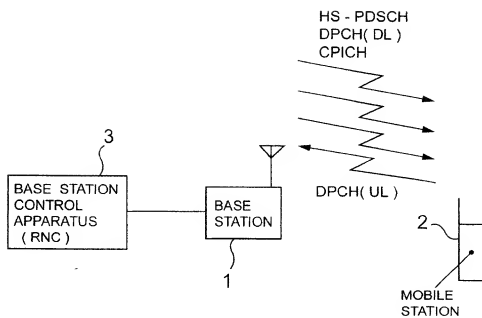 HS - PDSCH
DPCH( DL )
CPICH
3
BASE STATION
CONTROL
APPARATUS
( RNC )
BASE
STATION
1
DPCH( UL )
2
MOBILE
STATION